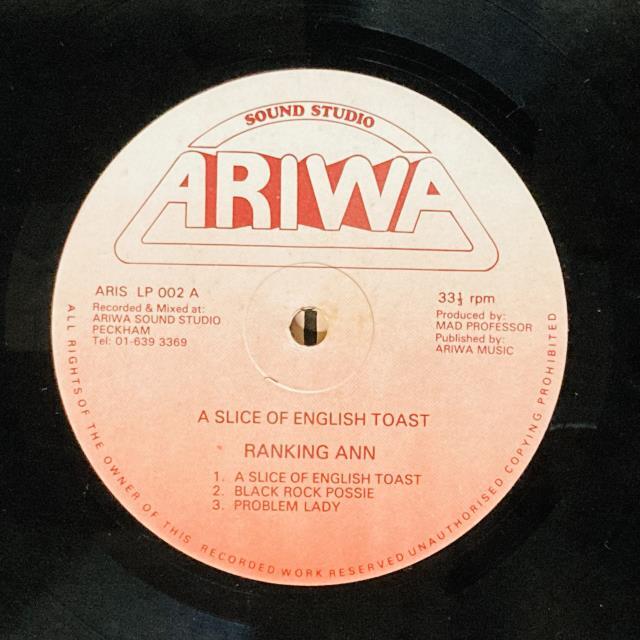 SOUND STUDIO
ARIWA
ARIS LP 002 A
Recorded & Mixed at:
ARIWA SOUND STUDIO
PECKHAM
Tel: 01-639 3369
33⅓ rpm
Produced by:
MAD PROFESSOR
Published by:
ARIWA MUSIC
A SLICE OF ENGLISH TOAST
RANKING ANN
1. A SLICE OF ENGLISH TOAST
2. BLACK ROCK POSSIE
3. PROBLEM LADY
ALL RIGHTS OF THE OWNER OF THIS RECORDED WORK RESERVED UNAUTHORISED COPYING PROHIBITED